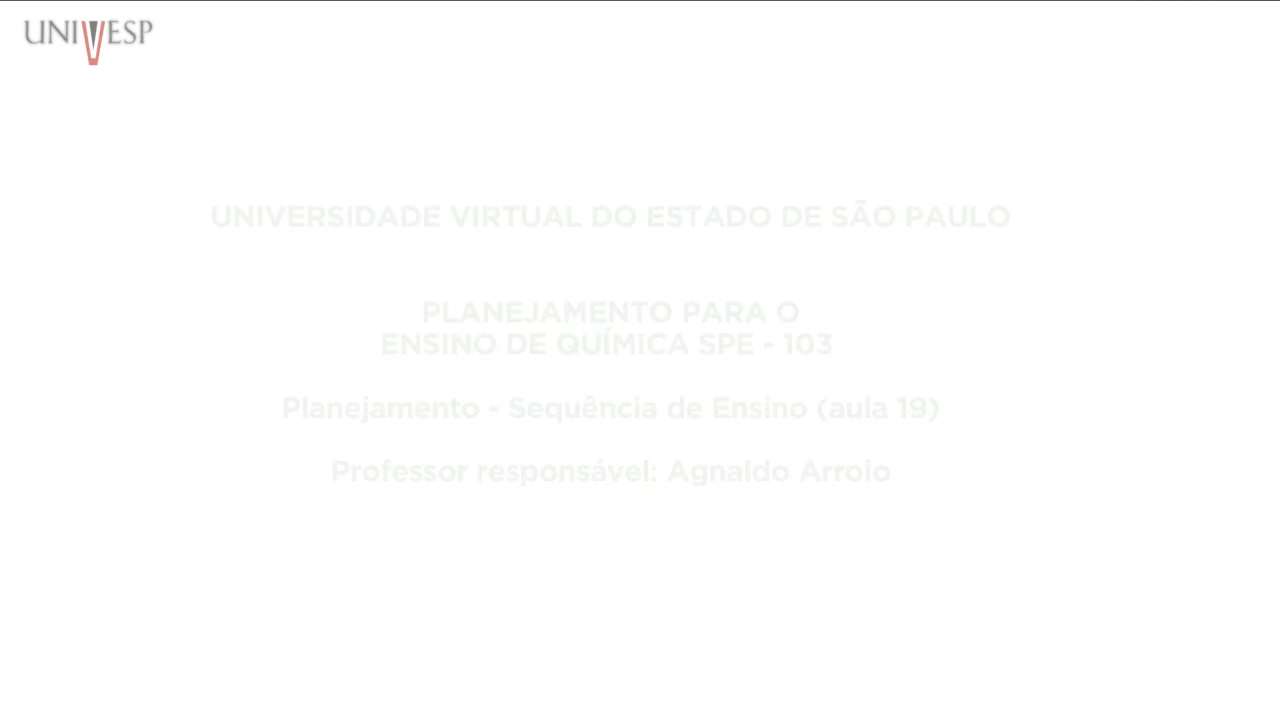 UNIVESP
UNIVERSIDADE VIRTUAL DO ESTADO DE SÃO PAULO
PLANEJAMENTO PARA O
ENSINO DE QUÍMICA SPE - 103
Planejamento - Sequência de Ensino (aula 19)
Professor responsável: Agnaldo Arroio